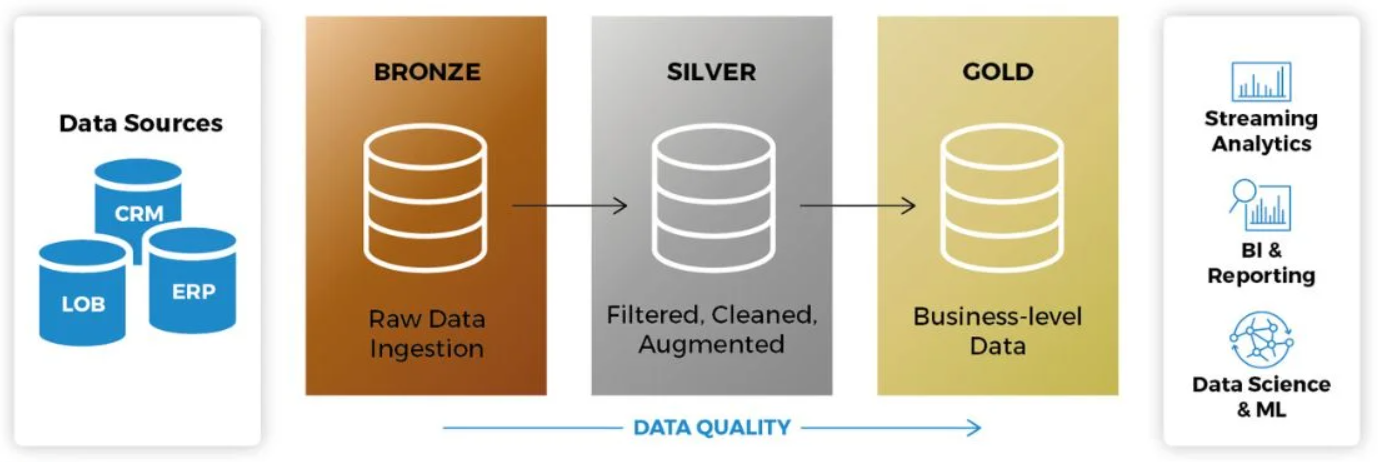 Data Sources
CRM
LOB
ERP
BRONZE
Raw Data
Ingestion
SILVER
Filtered, Cleaned,
Augmented
GOLD
Business-level
Data
DATA QUALITY
Streaming
Analytics
BI &
Reporting
Data Science
& ML